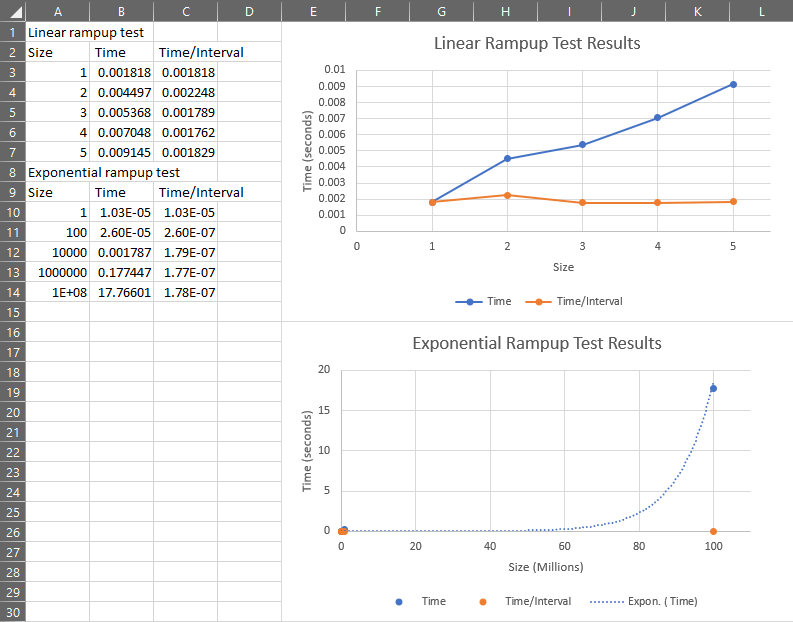 A B C D E F G H I J K L
1 Linear rampup test
2 Size Time Time/Interval
3 1 0.001818 0.001818
4 2 0.004497 0.002248
5 3 0.005368 0.001789
6 4 0.007048 0.001762
7 5 0.009145 0.001829
8 Exponential rampup test
9 Size Time Time/Interval
10 1 1.03E-05 1.03E-05
11 100 2.60E-05 2.60E-07
12 10000 0.001787 1.79E-07
13 1000000 0.177447 1.77E-07
14 1E+08 17.76601 1.78E-07
15
16
17
18
19
20
21
22
23
24
25
26
27
28
29
30
Linear Rampup Test Results
Time (seconds)
0.01
0.009
0.008
0.007
0.006
0.005
0.004
0.003
0.002
0.001
0
0 1 2 3 4 5
Size
Time Time/Interval
Exponential Rampup Test Results
Time (seconds)
20
15
10
5
0
0 20 40 60 80 100
Size (Millions)
Time Time/Interval Expon. ( Time)